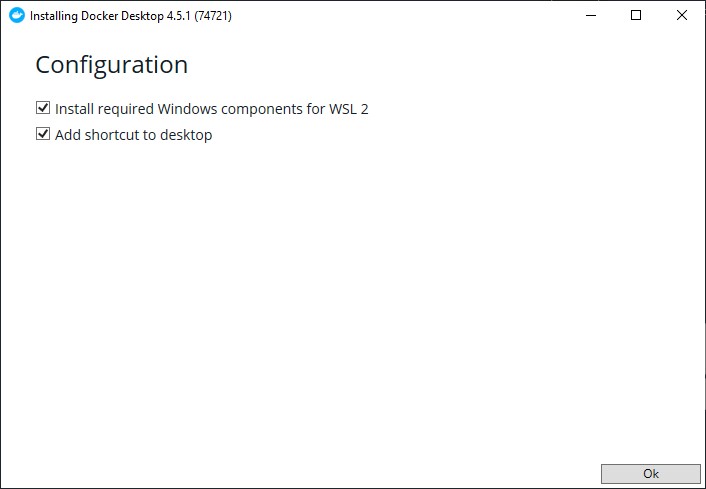 Installing Docker Desktop 4.5.1 (74721)
Configuration
Install required Windows components for WSL 2
Add shortcut to desktop
Ok